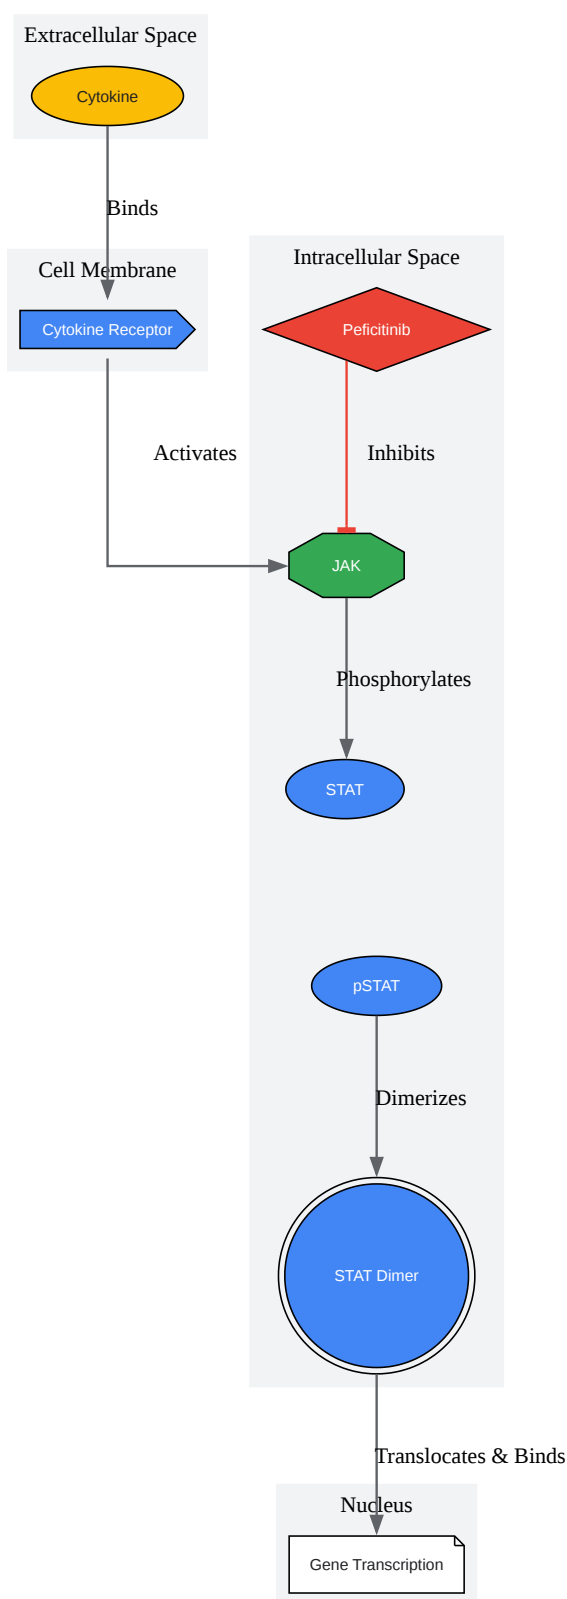 Extracellular Space
Cytokine
Binds
Cell Membrane
Cytokine Receptor
Intracellular Space
Peficitinib
Activates
Inhibits
JAK
Phosphorylates
STAT
pSTAT
Dimerizes
STAT Dimer
Translocates & Binds
Nucleus
Gene Transcription